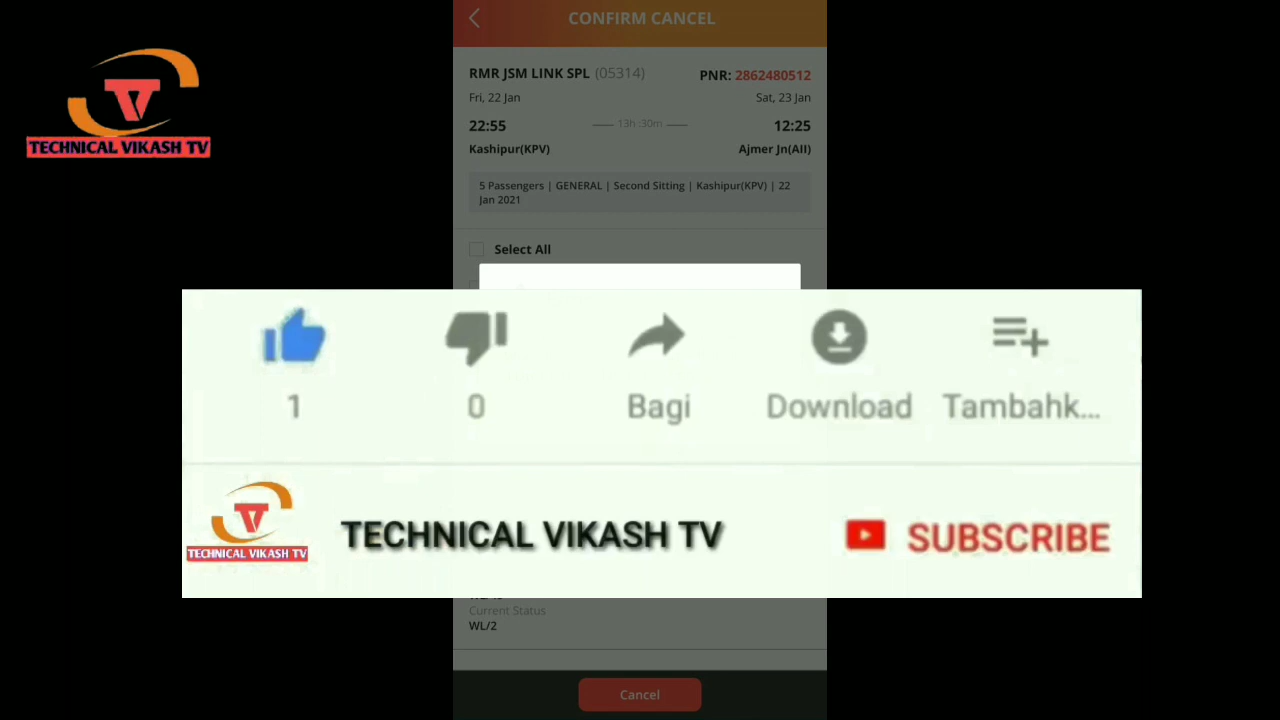 CONFIRM CANCEL
RMR JSM LINK SPL (05314) PNR: 2862480512
Fri, 22 Jan Sat, 23 Jan
22:55 13h :30m 12:25
Kashipur(KPV) Ajmer Jn(AII)
5 Passengers | GENERAL | Second Sitting | Kashipur(KPV) | 22
Jan 2021
Select All
TECHNICAL VIKASH TV
1 0 Bagi Download Tambahk...
TECHNICAL VIKASH TV
TECHNICAL VIKASH TV
SUBSCRIBE
Current Status
WL/2
Cancel